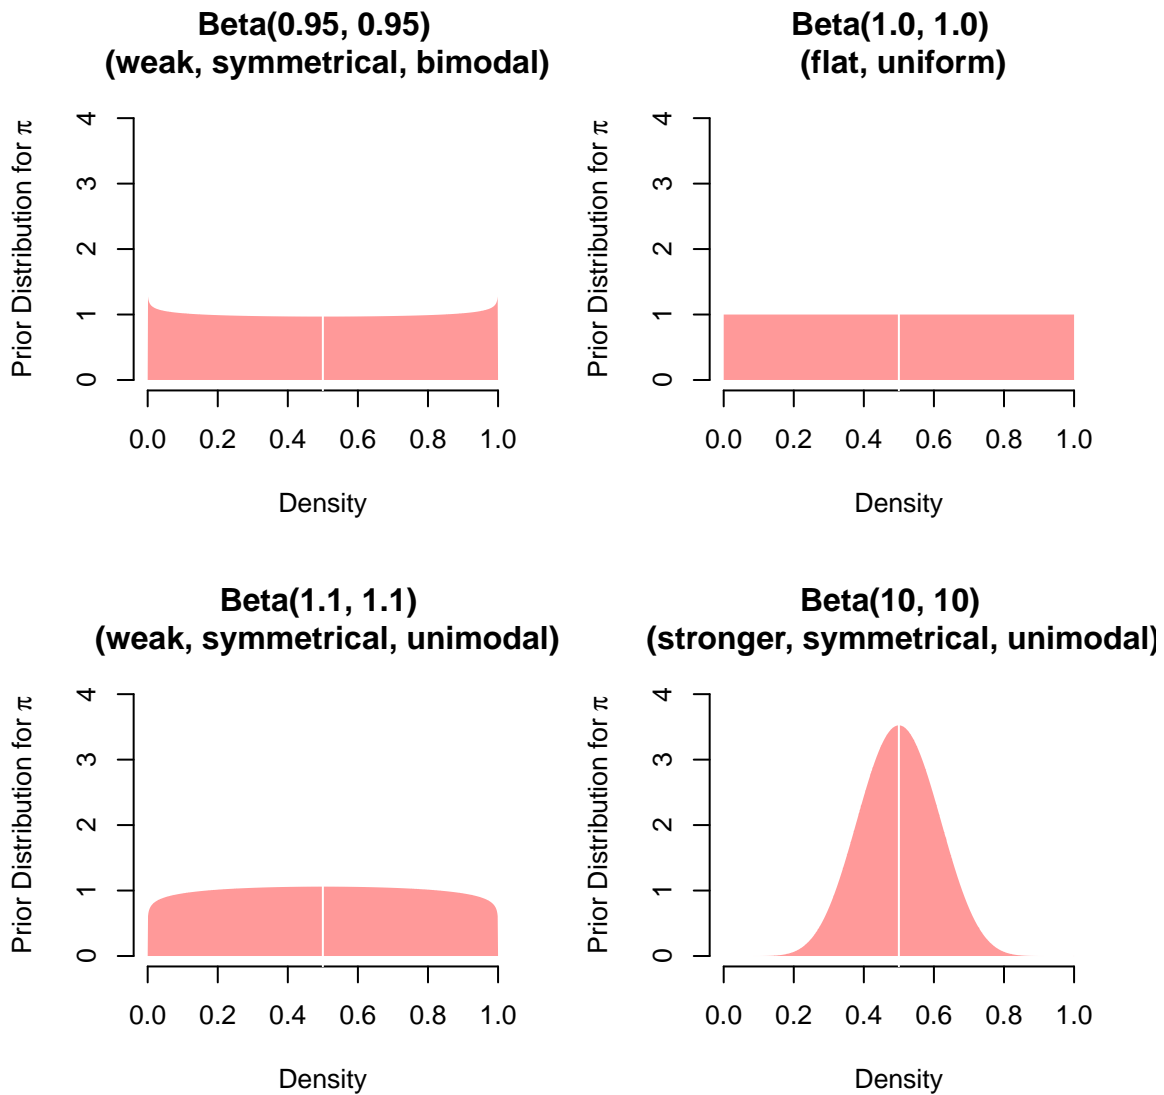 Beta(0.95, 0.95)
(weak, symmetrical, bimodal)
Prior Distribution for π
4
3
2
1
0
0.0 0.2 0.4 0.6 0.8 1.0
Density
Beta(1.0, 1.0)
(flat, uniform)
Prior Distribution for π
4
3
2
1
0
0.0 0.2 0.4 0.6 0.8 1.0
Density
Beta(1.1, 1.1)
(weak, symmetrical, unimodal)
Prior Distribution for π
4
3
2
1
0
0.0 0.2 0.4 0.6 0.8 1.0
Density
Beta(10, 10)
(stronger, symmetrical, unimodal)
Prior Distribution for π
4
3
2
1
0
0.0 0.2 0.4 0.6 0.8 1.0
Density